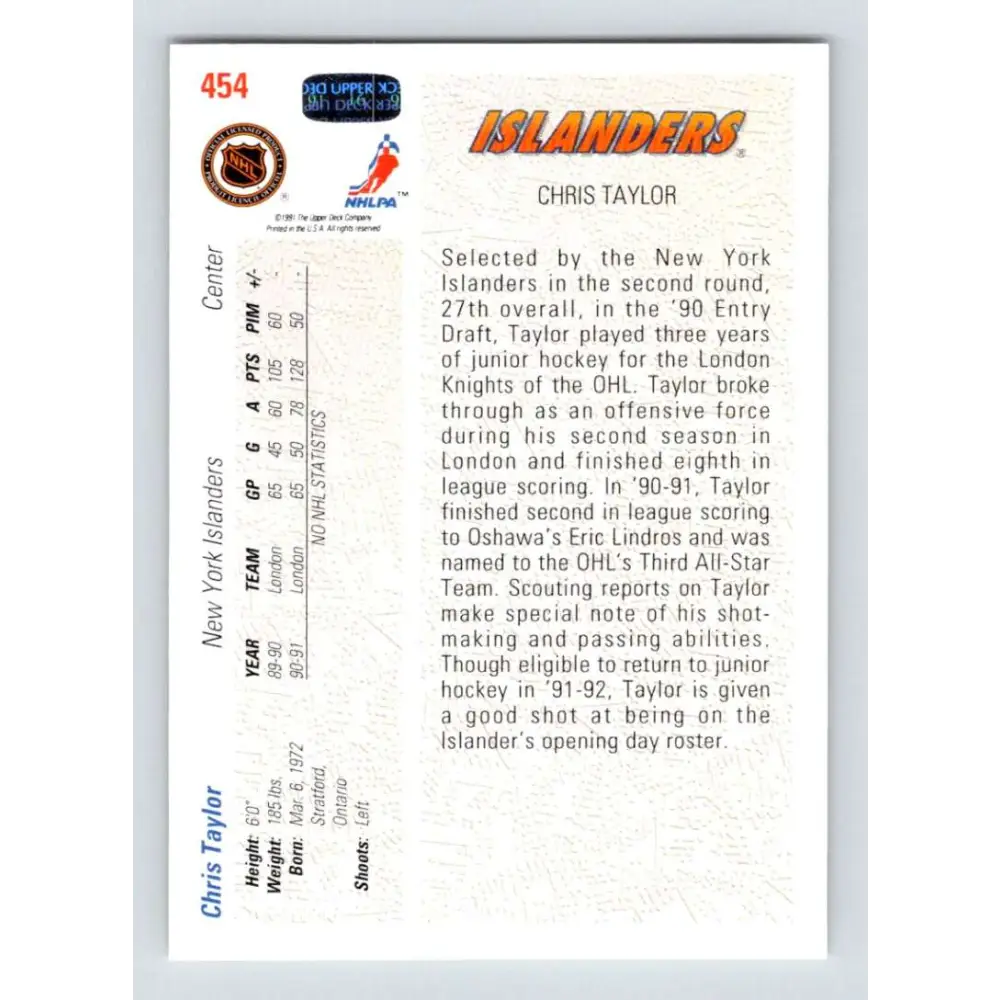 454
UPPER DECK
NHL
OFFICIAL LICENSED PRODUCT
PRODUIT LICENCIÉ OFFICIEL
®
NHLPA™
©1991 The Upper Deck Company
Printed in the U.S.A. All rights reserved
ISLANDERS®
CHRIS TAYLOR
Selected by the New York
Islanders in the second round,
27th overall, in the '90 Entry
Draft, Taylor played three years
of junior hockey for the London
Knights of the OHL. Taylor broke
through as an offensive force
during his second season in
London and finished eighth in
league scoring. In '90-91, Taylor
finished second in league scoring
to Oshawa's Eric Lindros and was
named to the OHL's Third All-Star
Team. Scouting reports on Taylor
make special note of his shot-
making and passing abilities.
Though eligible to return to junior
hockey in '91-92, Taylor is given
a good shot at being on the
Islander's opening day roster.
Chris Taylor New York Islanders Center
Height: 6'0"
Weight: 185 lbs.
Born: Mar. 6, 1972
Stratford,
Ontario
Shoots: Left
YEAR TEAM GP G A PTS PIM +/-
89-90 London 65 45 60 105 60 -
90-91 London 65 50 78 128 50 -
NO NHL STATISTICS